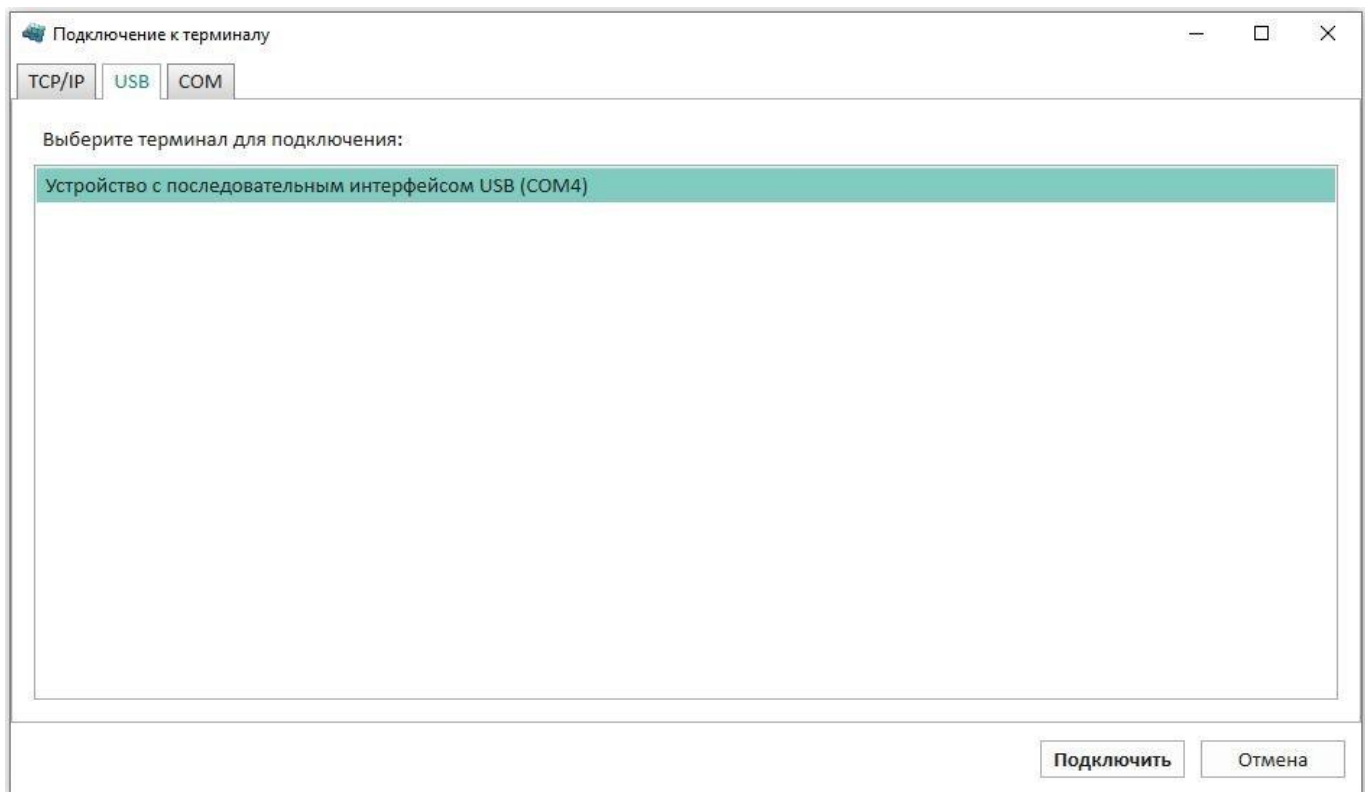 Подключение к терминалу
TCP/IP USB COM
Выберите терминал для подключения:
Устройство с последовательным интерфейсом USB (COM4)
Подключить Отмена